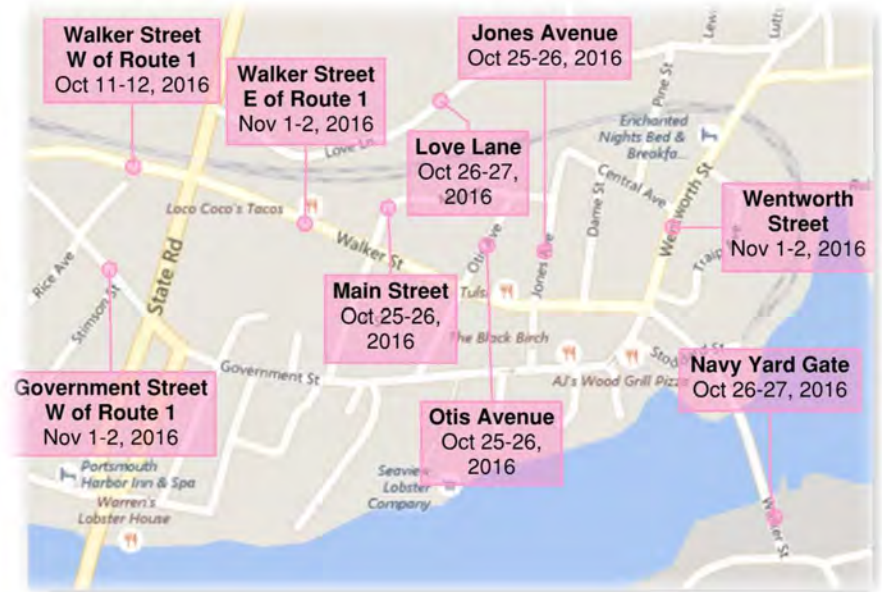 Walker Street
W of Route 1
Oct 11-12, 2016
Walker Street
E of Route 1
Nov 1-2, 2016
Jones Avenue
Oct 25-26, 2016
Love Lane
Oct 26-27,
2016
Wentworth
Street
Nov 1-2, 2016
Main Street
Oct 25-26,
2016
Government Street
W of Route 1
Nov 1-2, 2016
Otis Avenue
Oct 25-26,
2016
Navy Yard Gate
Oct 26-27, 2016
Love Ln
Pine St
Enchanted
Nights Bed &
Breakfa...
Central Ave
Wentworth St
Dame St
Traip Ave
Loco Coco's Tacos
Walker St
Otis Ave
Jones Ave
State Rd
Rice Ave
Stimson St
The Black Birch
Government St
AJ's Wood Grill Pizza
Portsmouth
Harbor Inn & Spa
Warren's
Lobster House
Seaview
Lobster
Company
Walker St